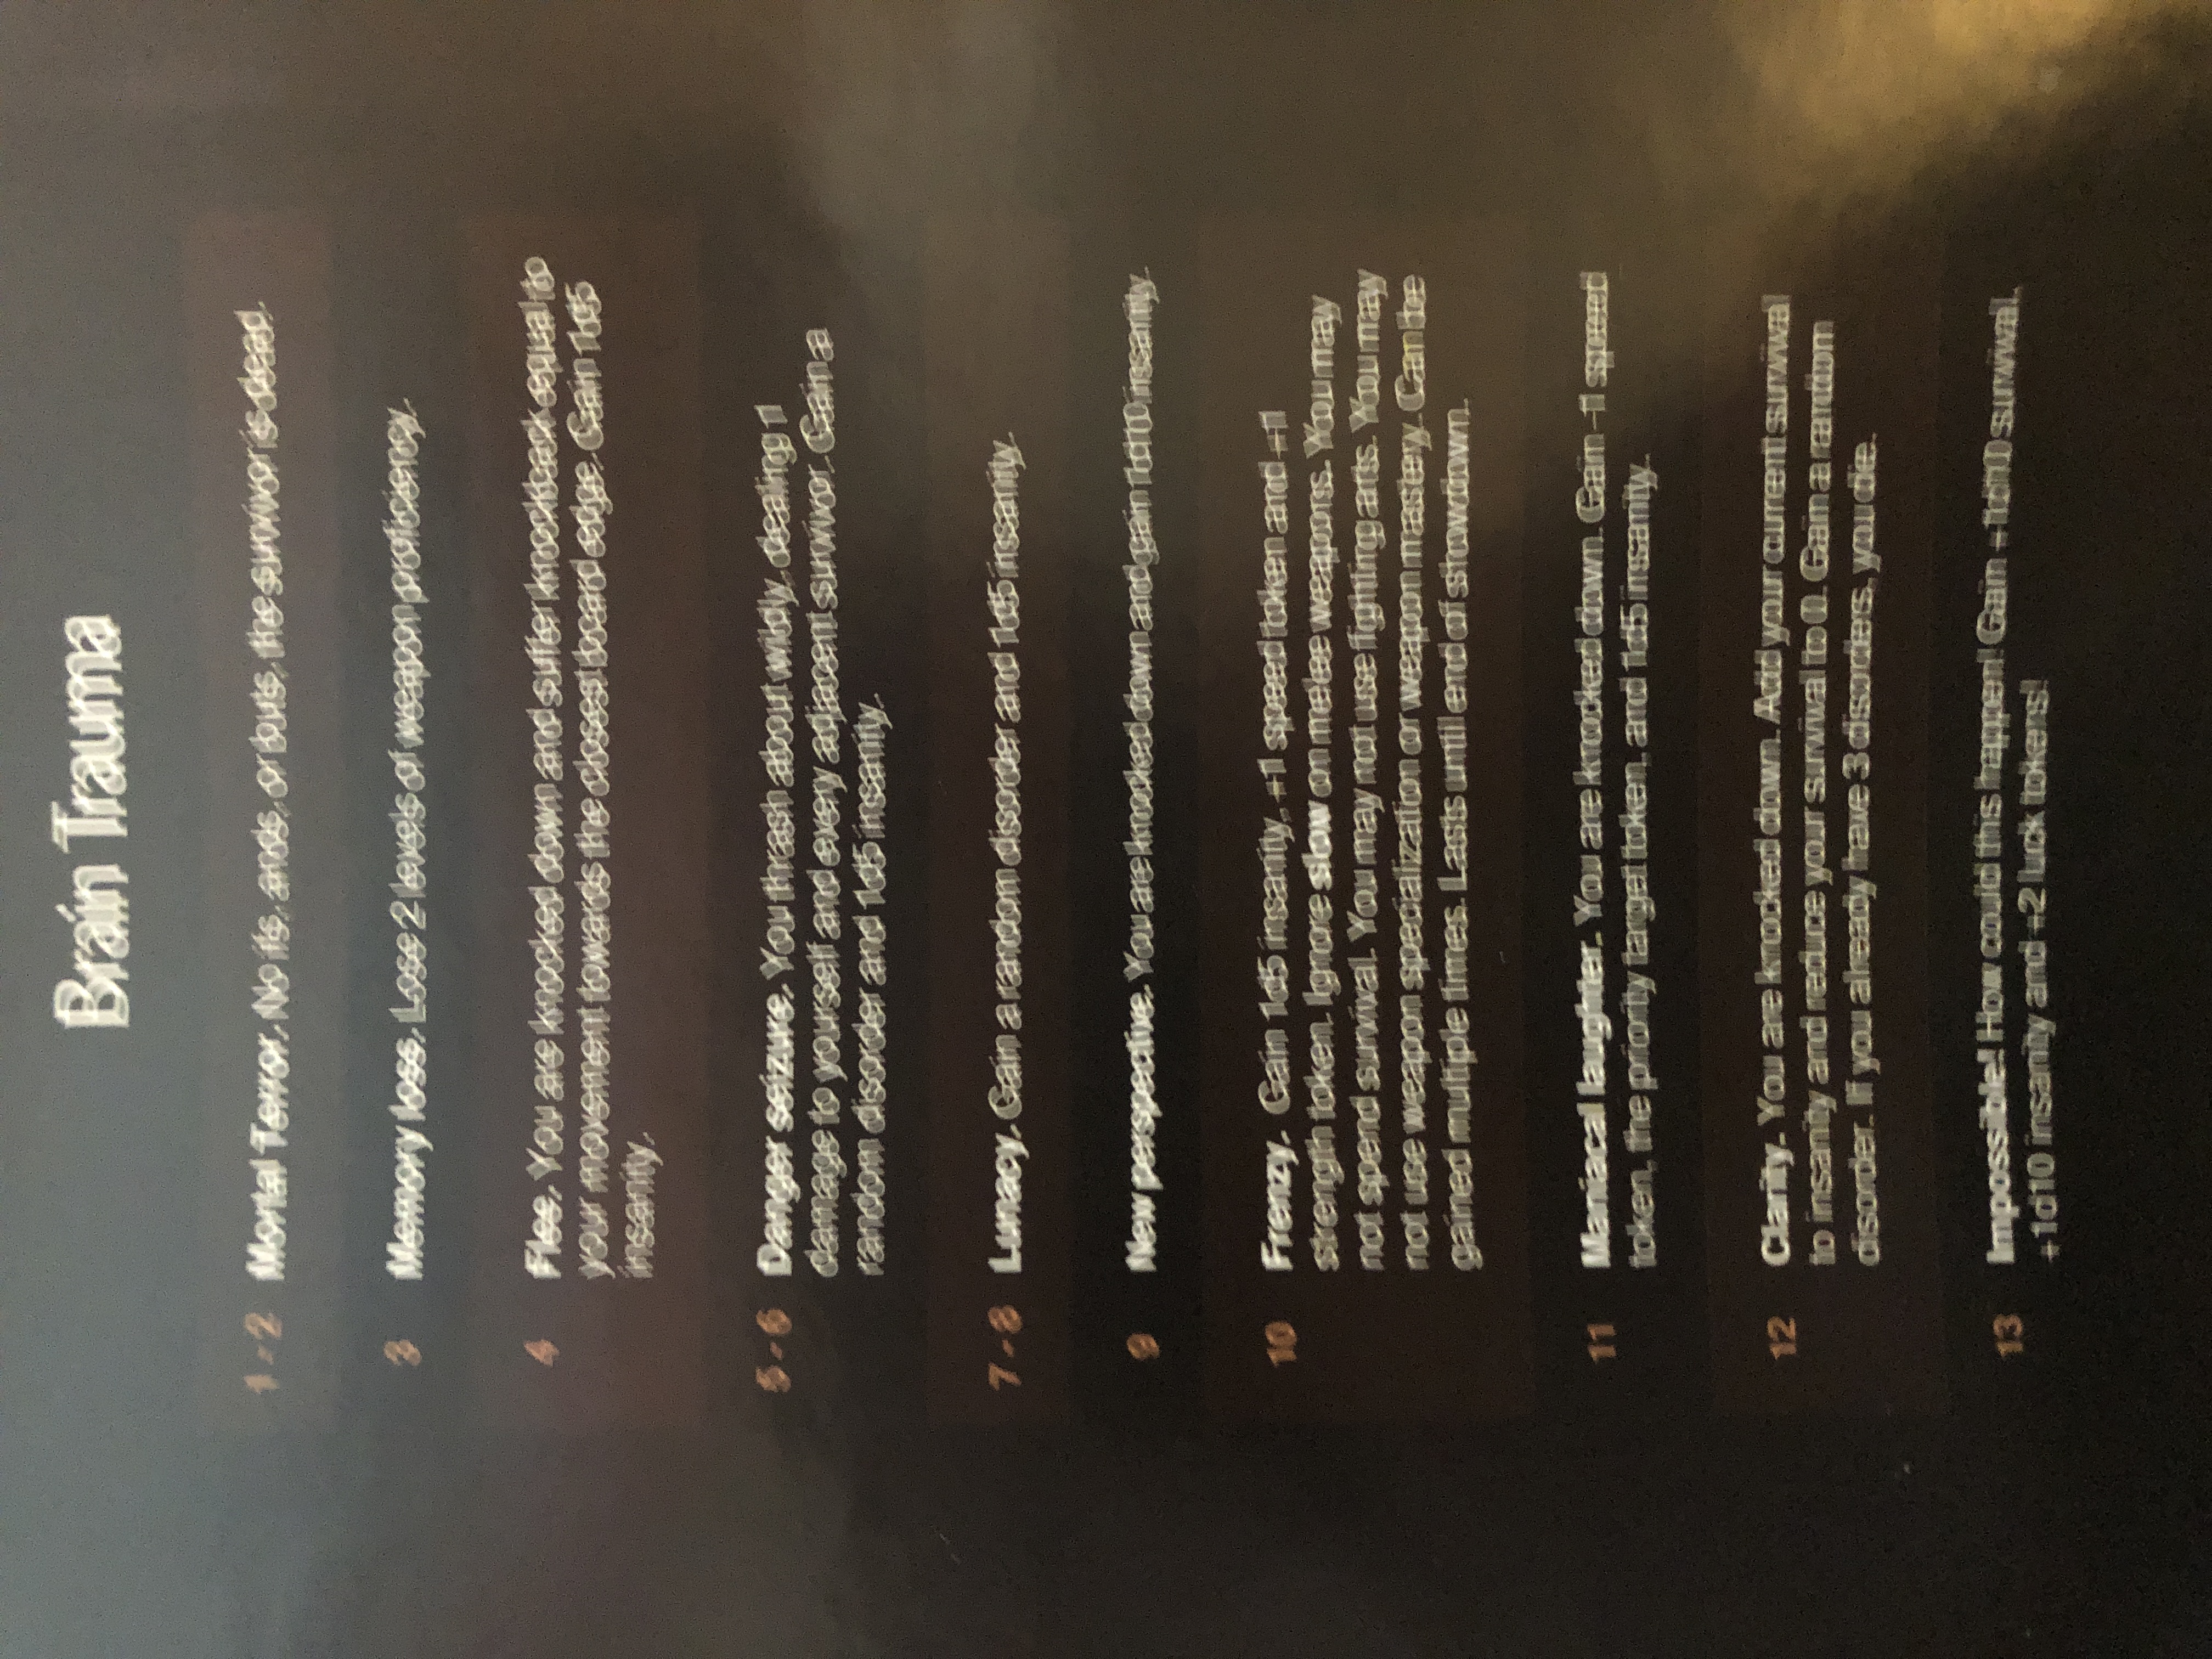 Brain Trauma
1 - 2 Mortal Terror. No ifs, ands, or buts, the survivor is dead.
3 Memory loss. Lose 2 levels of weapon proficiency.
4 Flee. You are knocked down and suffer knockback equal to
your movement towards the closest board edge. Gain 1d5
insanity.
5 - 6 Danger seizure. You thrash about wildly, dealing 1
damage to yourself and every adjacent survivor. Gain a
random disorder and 1d5 insanity.
7 - 8 Lunacy. Gain a random disorder and 1d5 insanity.
9 New perspective. You are knocked down and gain 1d10 insanity.
10 Frenzy. Gain 1d5 insanity, +1 speed token and +1
strength token. Ignore slow on melee weapons. You may
not spend survival. You may not use fighting arts. You may
not use weapon specialization or weapon mastery. Can be
gained multiple times. Lasts until end of showdown.
11 Maniacal laughter. You are knocked down. Gain -1 speed
token, the priority target token, and 1d5 insanity.
12 Clarity. You are knocked down. Add your current survival
to insanity and reduce your survival to 0. Gain a random
disorder. If you already have 3 disorders, you die.
13 Impossible! How could this happen! Gain +1d10 survival,
+1d10 insanity and +2 luck tokens!